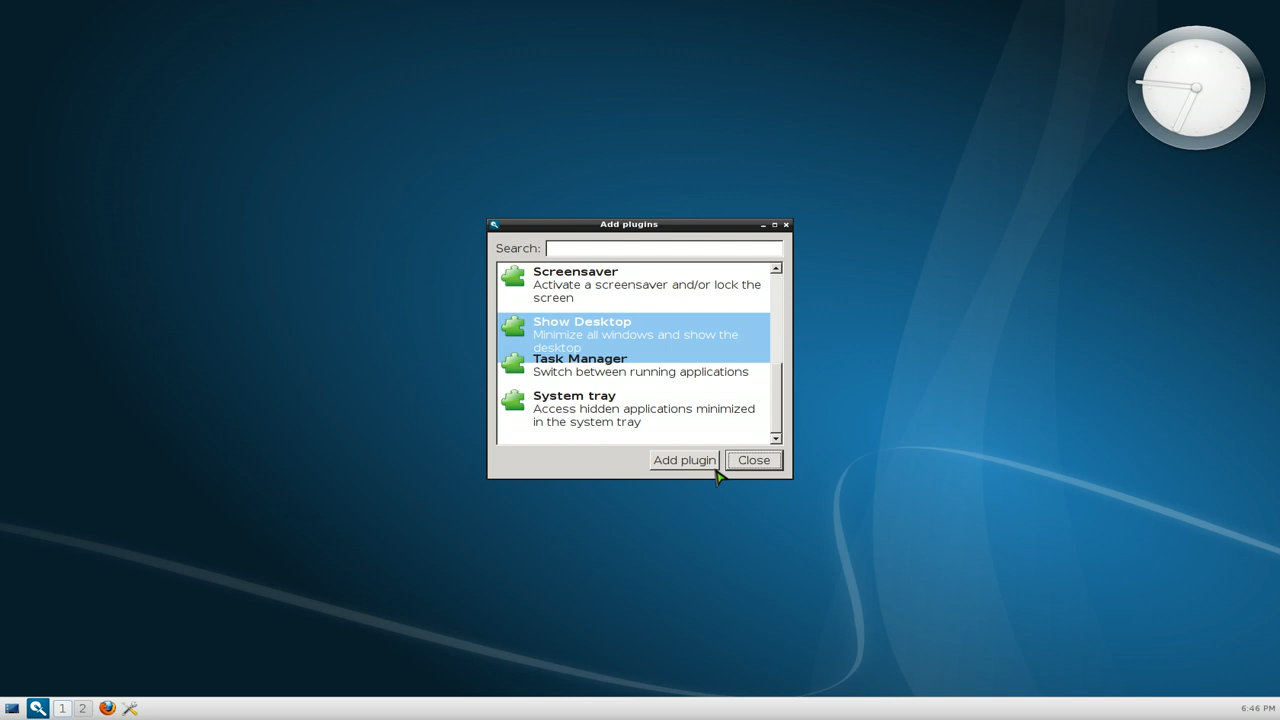 Add plugins
Search:
Screensaver
Activate a screensaver and/or lock the
screen
Show Desktop
Minimize all windows and show the
desktop
Task Manager
Switch between running applications
System tray
Access hidden applications minimized
in the system tray
Add plugin Close
1 2 6:46 PM